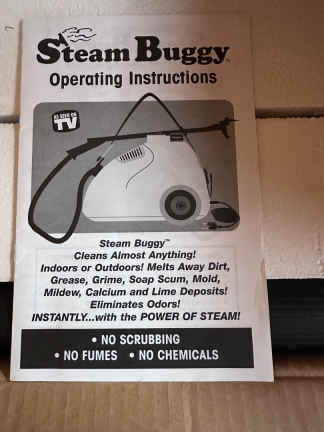 Steam Buggy™
Operating Instructions
AS SEEN ON
TV
Steam Buggy™
Cleans Almost Anything!
Indoors or Outdoors! Melts Away Dirt,
Grease, Grime, Soap Scum, Mold,
Mildew, Calcium and Lime Deposits!
Eliminates Odors!
INSTANTLY...with the POWER OF STEAM!
• NO SCRUBBING
• NO FUMES • NO CHEMICALS